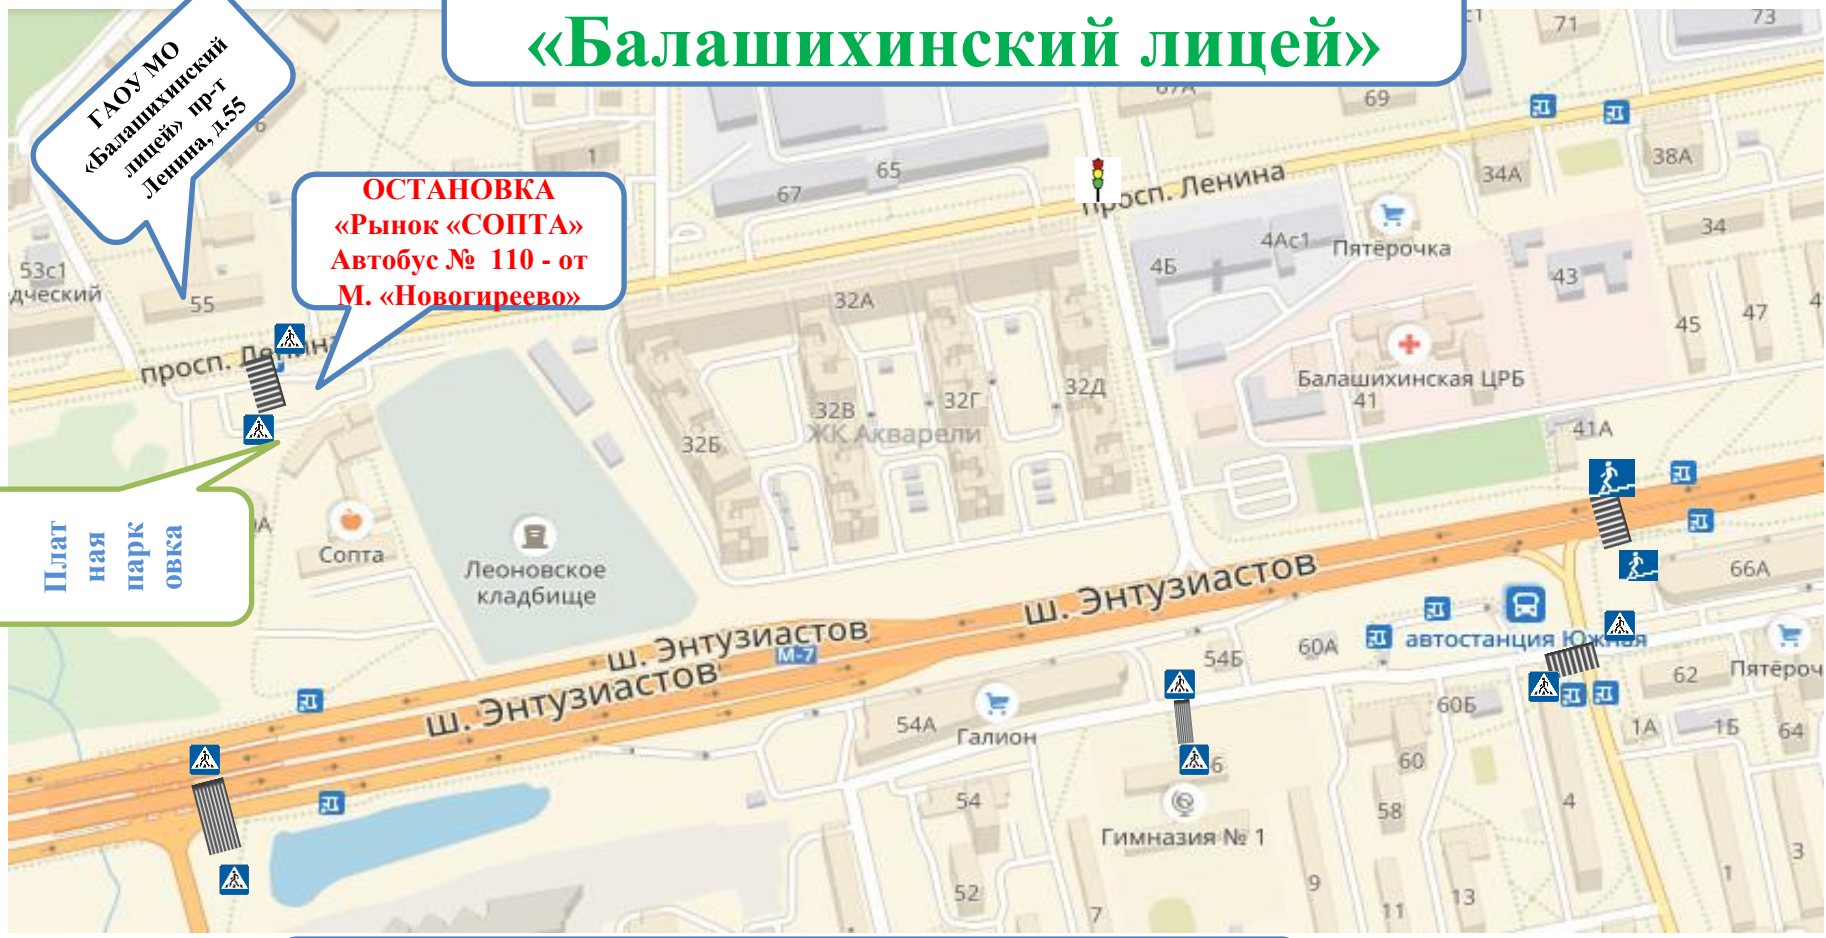 «Балашихинский лицей»
ГАОУ МО
«Балашихинский
лицей» пр-т
Ленина, д.55
ОСТАНОВКА
«Рынок «СОПТА»
Автобус № 110 - от
М. «Новогиреево»
Плат
ная
парк
овка
71
73
67А
69
1
65
67
просп. Ленина
34А
38А
34
4Ас1
Пятёрочка
4Б
43
53с1
55
32А
45
47
просп. Ленина
Балашихинская ЦРБ
41
32Д
32Г
32В
ЖК Акварели
32Б
41А
Сопта
Леоновское
кладбище
66А
ш. Энтузиастов
ш. Энтузиастов
М-7
ш. Энтузиастов
автостанция Южная
60А
54Б
62
Пятёроч
54А
Галион
60Б
1А
1Б
64
6
60
54
58
4
Гимназия № 1
3
52
9
13
1
7
11